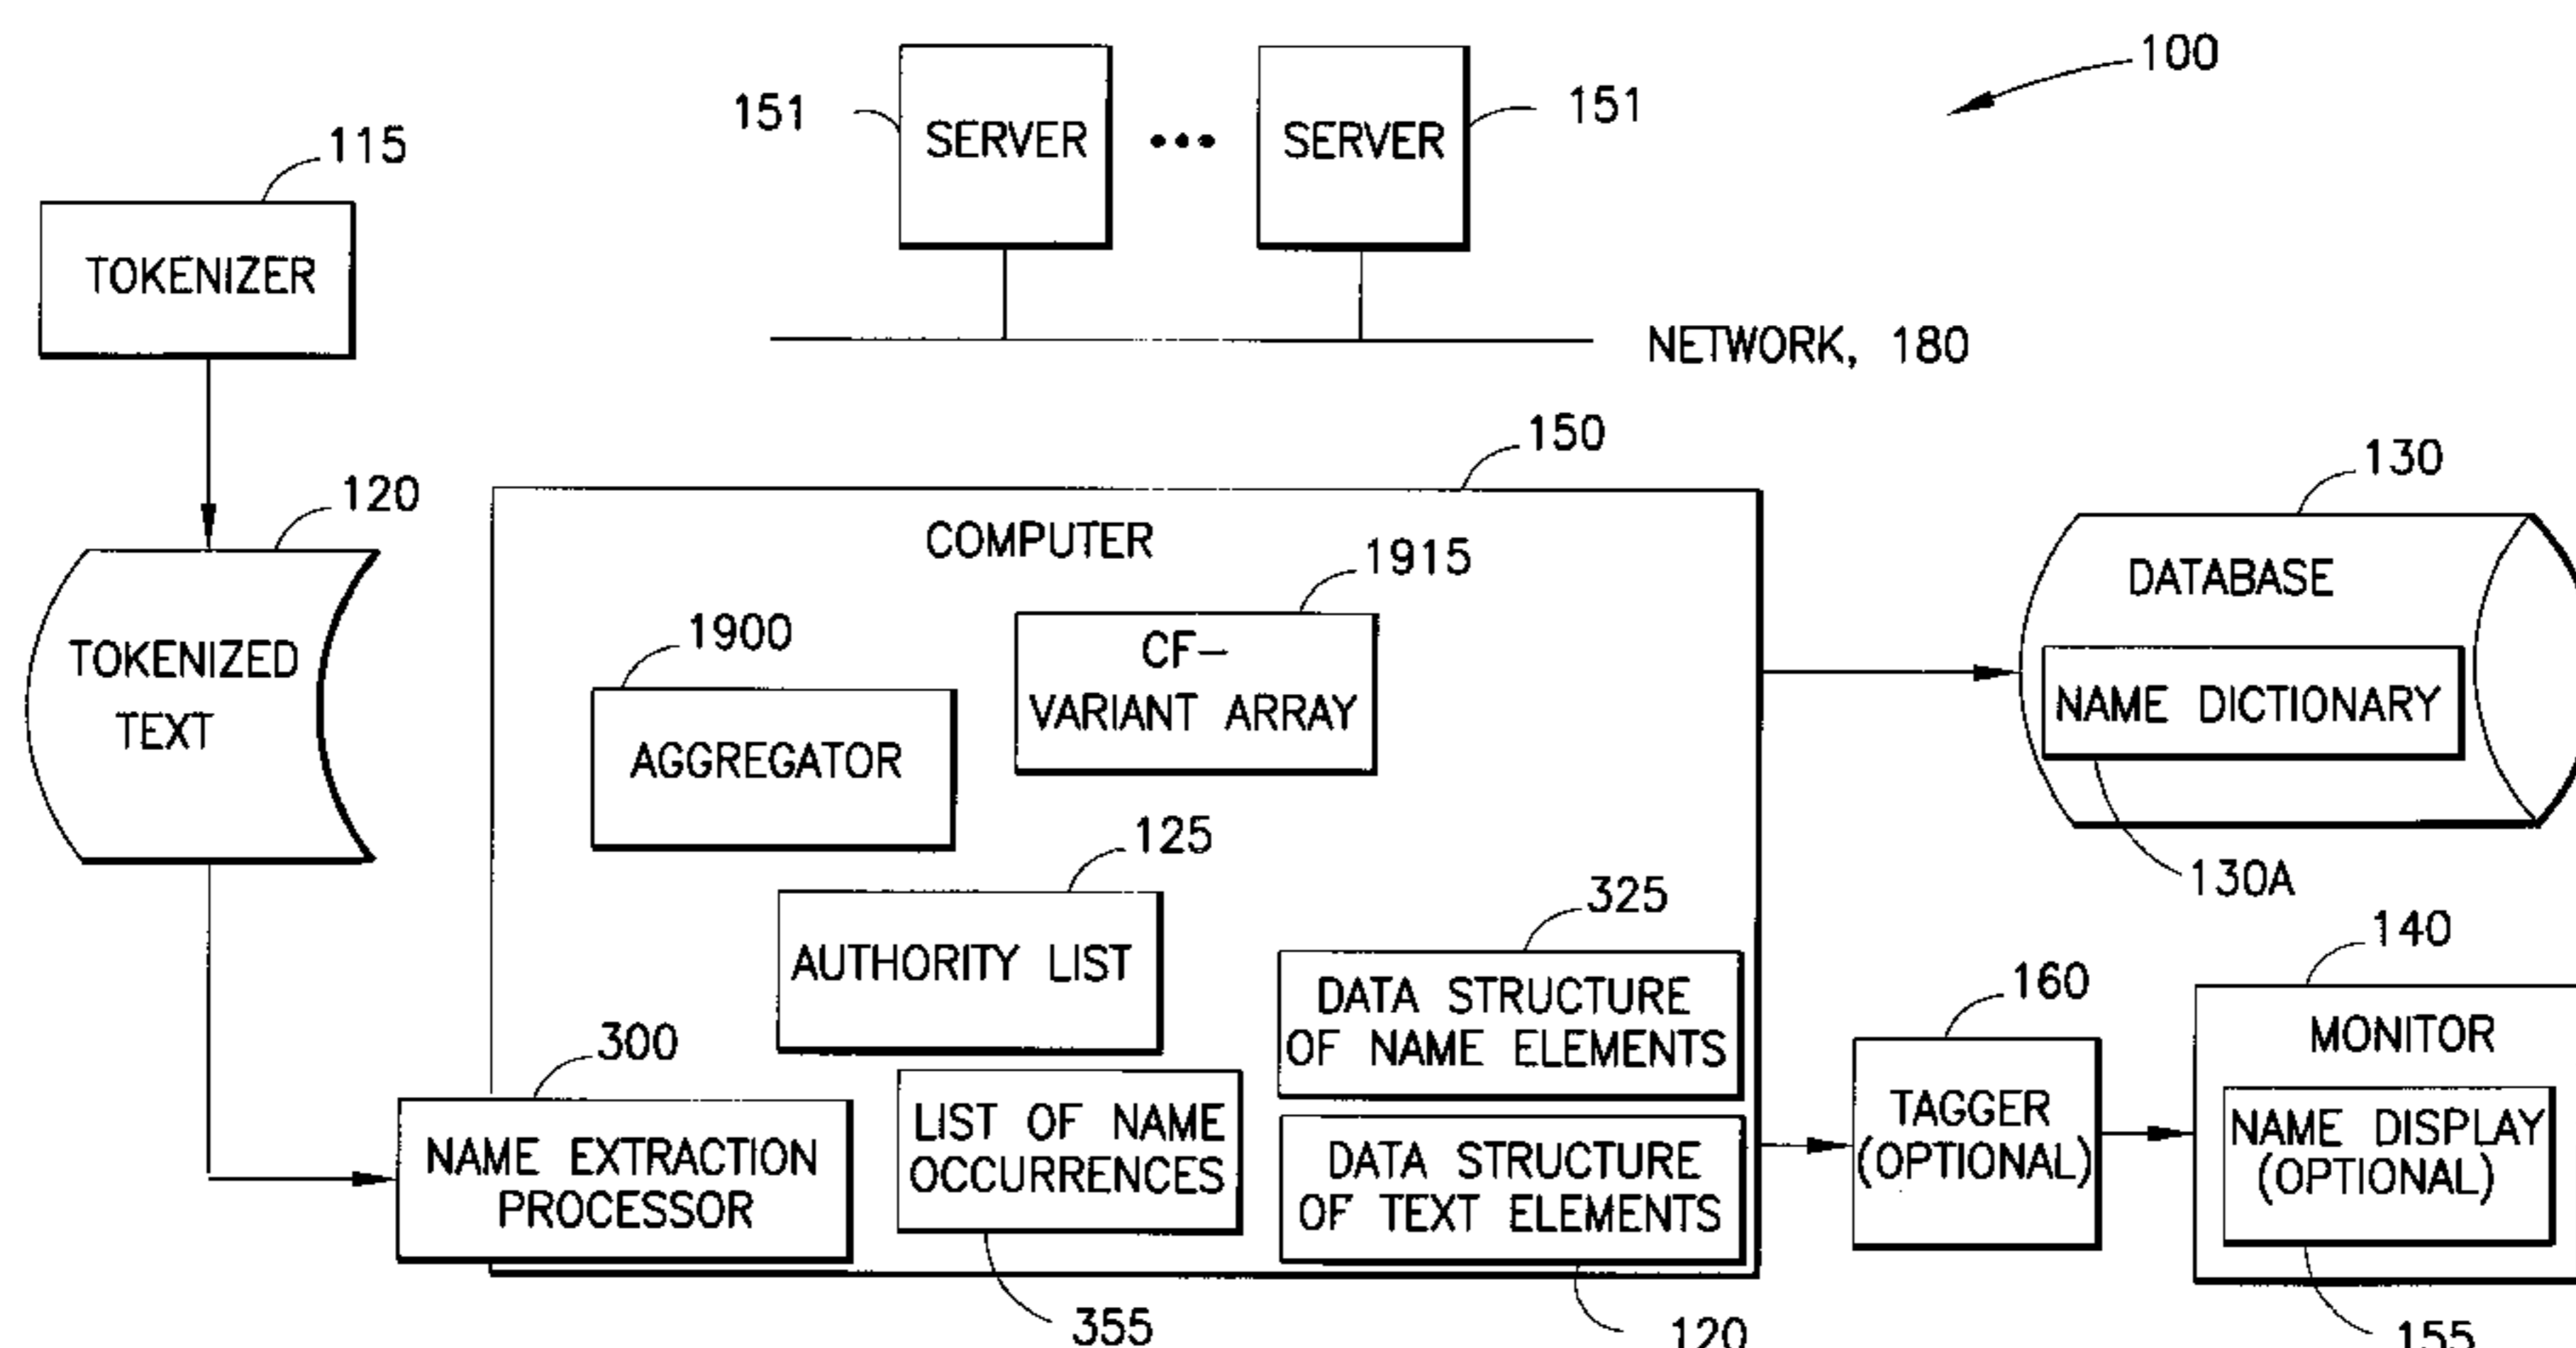 100
151
SERVER
•••
SERVER
151
115
TOKENIZER
NETWORK, 180
150
120
TOKENIZED
TEXT
COMPUTER
1915
CF-
VARIANT ARRAY
1900
AGGREGATOR
125
AUTHORITY LIST
325
DATA STRUCTURE
OF NAME ELEMENTS
300
NAME EXTRACTION
PROCESSOR
LIST OF NAME
OCCURRENCES
355
DATA STRUCTURE
OF TEXT ELEMENTS
120
130
DATABASE
NAME DICTIONARY
130A
160
TAGGER
(OPTIONAL)
140
MONITOR
NAME DISPLAY
(OPTIONAL)
155